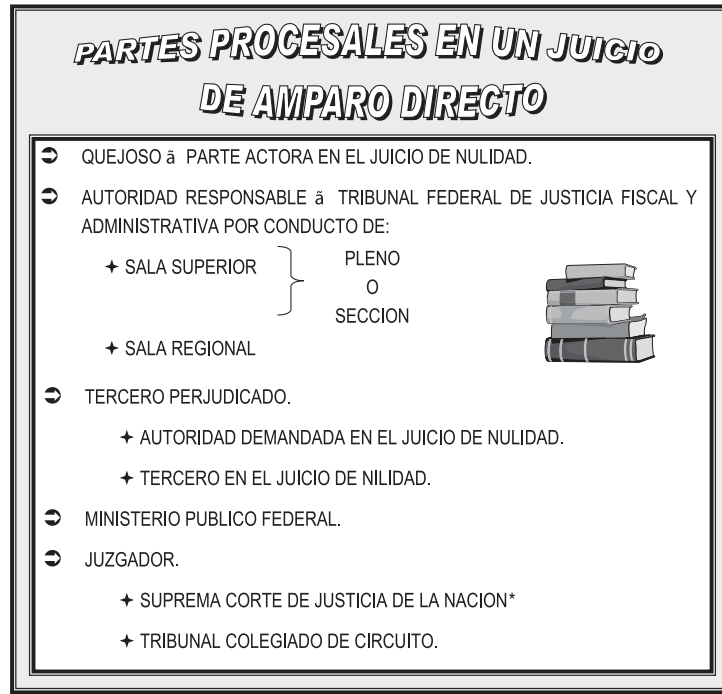 PARTES PROCESALES EN UN JUICIO
DE AMPARO DIRECTO
➲ QUEJOSO ã PARTE ACTORA EN EL JUICIO DE NULIDAD.
➲ AUTORIDAD RESPONSABLE ã TRIBUNAL FEDERAL DE JUSTICIA FISCAL Y
ADMINISTRATIVA POR CONDUCTO DE:
✦ SALA SUPERIOR
PLENO
O
SECCION
✦ SALA REGIONAL
➲ TERCERO PERJUDICADO.
✦ AUTORIDAD DEMANDADA EN EL JUICIO DE NULIDAD.
✦ TERCERO EN EL JUICIO DE NILIDAD.
➲ MINISTERIO PUBLICO FEDERAL.
➲ JUZGADOR.
✦ SUPREMA CORTE DE JUSTICIA DE LA NACION*
✦ TRIBUNAL COLEGIADO DE CIRCUITO.